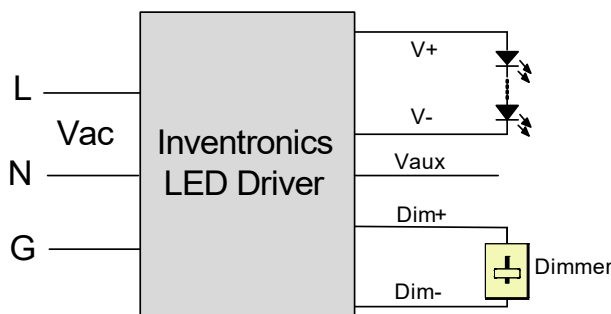 L
Vac
N
G
Inventronics
LED Driver
V+
V-
Vaux
Dim+
Dim-
Dimmer